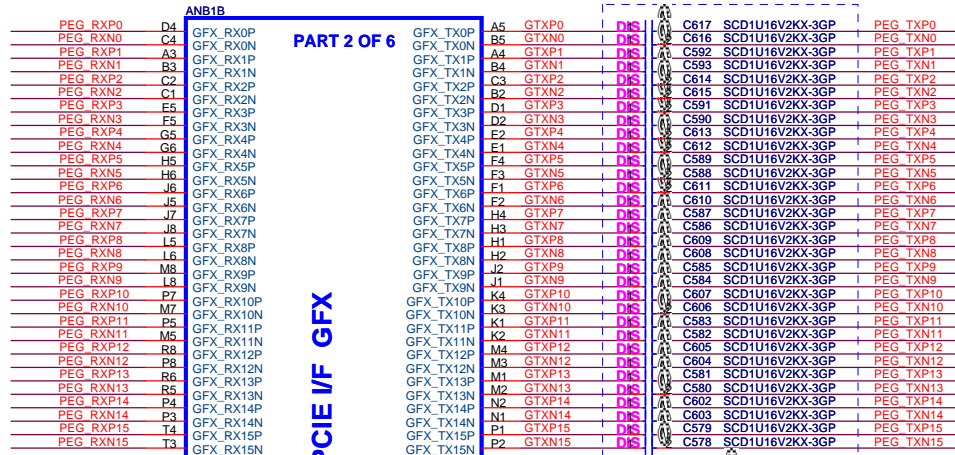 ANB1B
PART 2 OF 6
PCIE I/F GFX
PEG_RXP0 D4 GFX_RX0P GFX_TX0P A5 GTXP0 DIS C617 SCD1U16V2KX-3GP PEG_TXP0
PEG_RXN0 C4 GFX_RX0N GFX_TX0N B5 GTXN0 DIS C616 SCD1U16V2KX-3GP PEG_TXN0
PEG_RXP1 A3 GFX_RX1P GFX_TX1P A4 GTXP1 DIS C592 SCD1U16V2KX-3GP PEG_TXP1
PEG_RXN1 B3 GFX_RX1N GFX_TX1N B4 GTXN1 DIS C593 SCD1U16V2KX-3GP PEG_TXN1
PEG_RXP2 C2 GFX_RX2P GFX_TX2P C3 GTXP2 DIS C614 SCD1U16V2KX-3GP PEG_TXP2
PEG_RXN2 C1 GFX_RX2N GFX_TX2N B2 GTXN2 DIS C615 SCD1U16V2KX-3GP PEG_TXN2
PEG_RXP3 E5 GFX_RX3P GFX_TX3P D1 GTXP3 DIS C591 SCD1U16V2KX-3GP PEG_TXP3
PEG_RXN3 F5 GFX_RX3N GFX_TX3N D2 GTXN3 DIS C590 SCD1U16V2KX-3GP PEG_TXN3
PEG_RXP4 G5 GFX_RX4P GFX_TX4P E2 GTXP4 DIS C613 SCD1U16V2KX-3GP PEG_TXP4
PEG_RXN4 G6 GFX_RX4N GFX_TX4N E1 GTXN4 DIS C612 SCD1U16V2KX-3GP PEG_TXN4
PEG_RXP5 H5 GFX_RX5P GFX_TX5P F4 GTXP5 DIS C589 SCD1U16V2KX-3GP PEG_TXP5
PEG_RXN5 H6 GFX_RX5N GFX_TX5N F3 GTXN5 DIS C588 SCD1U16V2KX-3GP PEG_TXN5
PEG_RXP6 J6 GFX_RX6P GFX_TX6P F1 GTXP6 DIS C611 SCD1U16V2KX-3GP PEG_TXP6
PEG_RXN6 J5 GFX_RX6N GFX_TX6N F2 GTXN6 DIS C610 SCD1U16V2KX-3GP PEG_TXN6
PEG_RXP7 J7 GFX_RX7P GFX_TX7P H4 GTXP7 DIS C587 SCD1U16V2KX-3GP PEG_TXP7
PEG_RXN7 J8 GFX_RX7N GFX_TX7N H3 GTXN7 DIS C586 SCD1U16V2KX-3GP PEG_TXN7
PEG_RXP8 L5 GFX_RX8P GFX_TX8P H1 GTXP8 DIS C609 SCD1U16V2KX-3GP PEG_TXP8
PEG_RXN8 L6 GFX_RX8N GFX_TX8N H2 GTXN8 DIS C608 SCD1U16V2KX-3GP PEG_TXN8
PEG_RXP9 M8 GFX_RX9P GFX_TX9P J2 GTXP9 DIS C585 SCD1U16V2KX-3GP PEG_TXP9
PEG_RXN9 L8 GFX_RX9N GFX_TX9N J1 GTXN9 DIS C584 SCD1U16V2KX-3GP PEG_TXN9
PEG_RXP10 P7 GFX_RX10P GFX_TX10P K4 GTXP10 DIS C607 SCD1U16V2KX-3GP PEG_TXP10
PEG_RXN10 M7 GFX_RX10N GFX_TX10N K3 GTXN10 DIS C606 SCD1U16V2KX-3GP PEG_TXN10
PEG_RXP11 P5 GFX_RX11P GFX_TX11P K1 GTXP11 DIS C583 SCD1U16V2KX-3GP PEG_TXP11
PEG_RXN11 M5 GFX_RX11N GFX_TX11N K2 GTXN11 DIS C582 SCD1U16V2KX-3GP PEG_TXN11
PEG_RXP12 R8 GFX_RX12P GFX_TX12P M4 GTXP12 DIS C605 SCD1U16V2KX-3GP PEG_TXP12
PEG_RXN12 P8 GFX_RX12N GFX_TX12N M3 GTXN12 DIS C604 SCD1U16V2KX-3GP PEG_TXN12
PEG_RXP13 R6 GFX_RX13P GFX_TX13P M1 GTXP13 DIS C581 SCD1U16V2KX-3GP PEG_TXP13
PEG_RXN13 R5 GFX_RX13N GFX_TX13N M2 GTXN13 DIS C580 SCD1U16V2KX-3GP PEG_TXN13
PEG_RXP14 P4 GFX_RX14P GFX_TX14P N2 GTXP14 DIS C602 SCD1U16V2KX-3GP PEG_TXP14
PEG_RXN14 P3 GFX_RX14N GFX_TX14N N1 GTXN14 DIS C603 SCD1U16V2KX-3GP PEG_TXN14
PEG_RXP15 T4 GFX_RX15P GFX_TX15P P1 GTXP15 DIS C579 SCD1U16V2KX-3GP PEG_TXP15
PEG_RXN15 T3 GFX_RX15N GFX_TX15N P2 GTXN15 DIS C578 SCD1U16V2KX-3GP PEG_TXN15